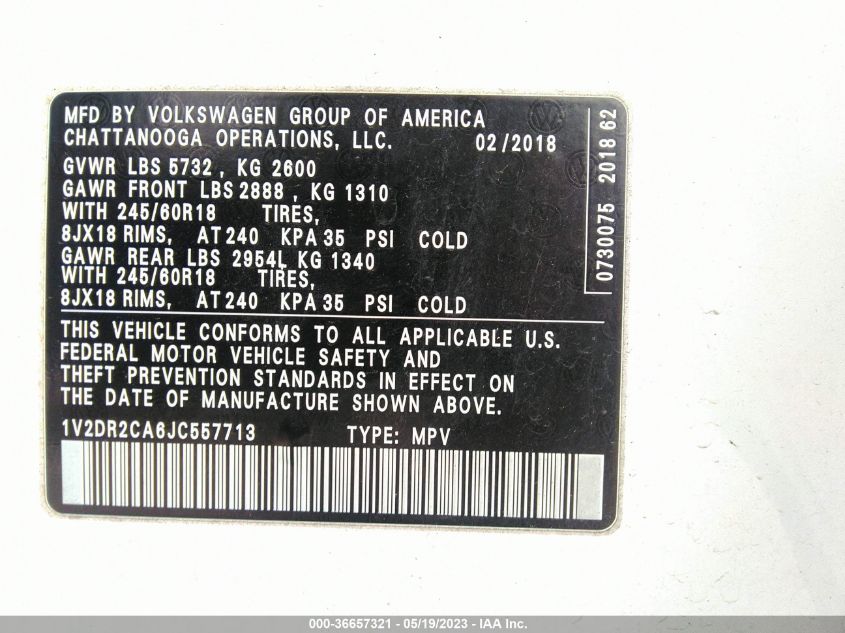 MFD BY VOLKSWAGEN GROUP OF AMERICA
CHATTANOOGA OPERATIONS, LLC. 02/2018
GVWR LBS 5732, KG 2600
GAWR FRONT LBS 2888, KG 1310
WITH 245/60R18 TIRES,
8JX18 RIMS, AT 240 KPA 35 PSI COLD
GAWR REAR LBS 2954L KG 1340
WITH 245/60R18 TIRES,
8JX18 RIMS, AT 240 KPA 35 PSI COLD
THIS VEHICLE CONFORMS TO ALL APPLICABLE U.S.
FEDERAL MOTOR VEHICLE SAFETY AND
THEFT PREVENTION STANDARDS IN EFFECT ON
THE DATE OF MANUFACTURE SHOWN ABOVE.
1V2DR2CA6JC557713 TYPE: MPV
0730075 2018 62
000-36657321 - 05/19/2023 - IAA Inc.